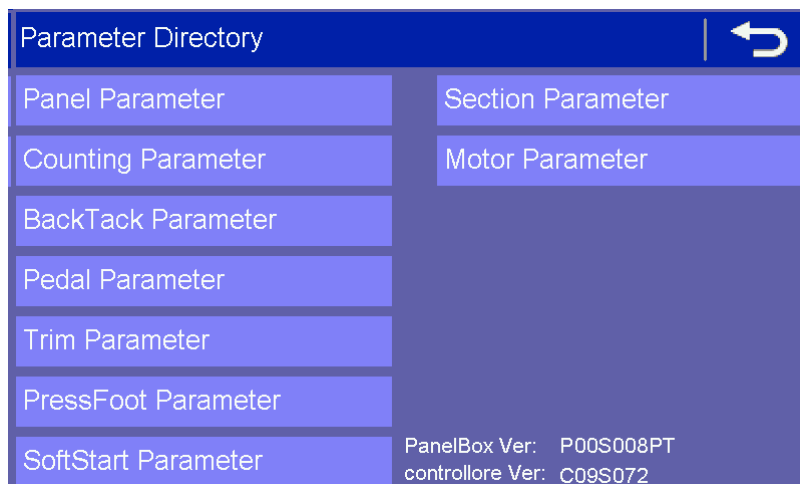 Parameter Directory
Panel Parameter
Section Parameter
Counting Parameter
Motor Parameter
BackTack Parameter
Pedal Parameter
Trim Parameter
PressFoot Parameter
SoftStart Parameter
PanelBox Ver: P00S008PT
controllore Ver: C09S072